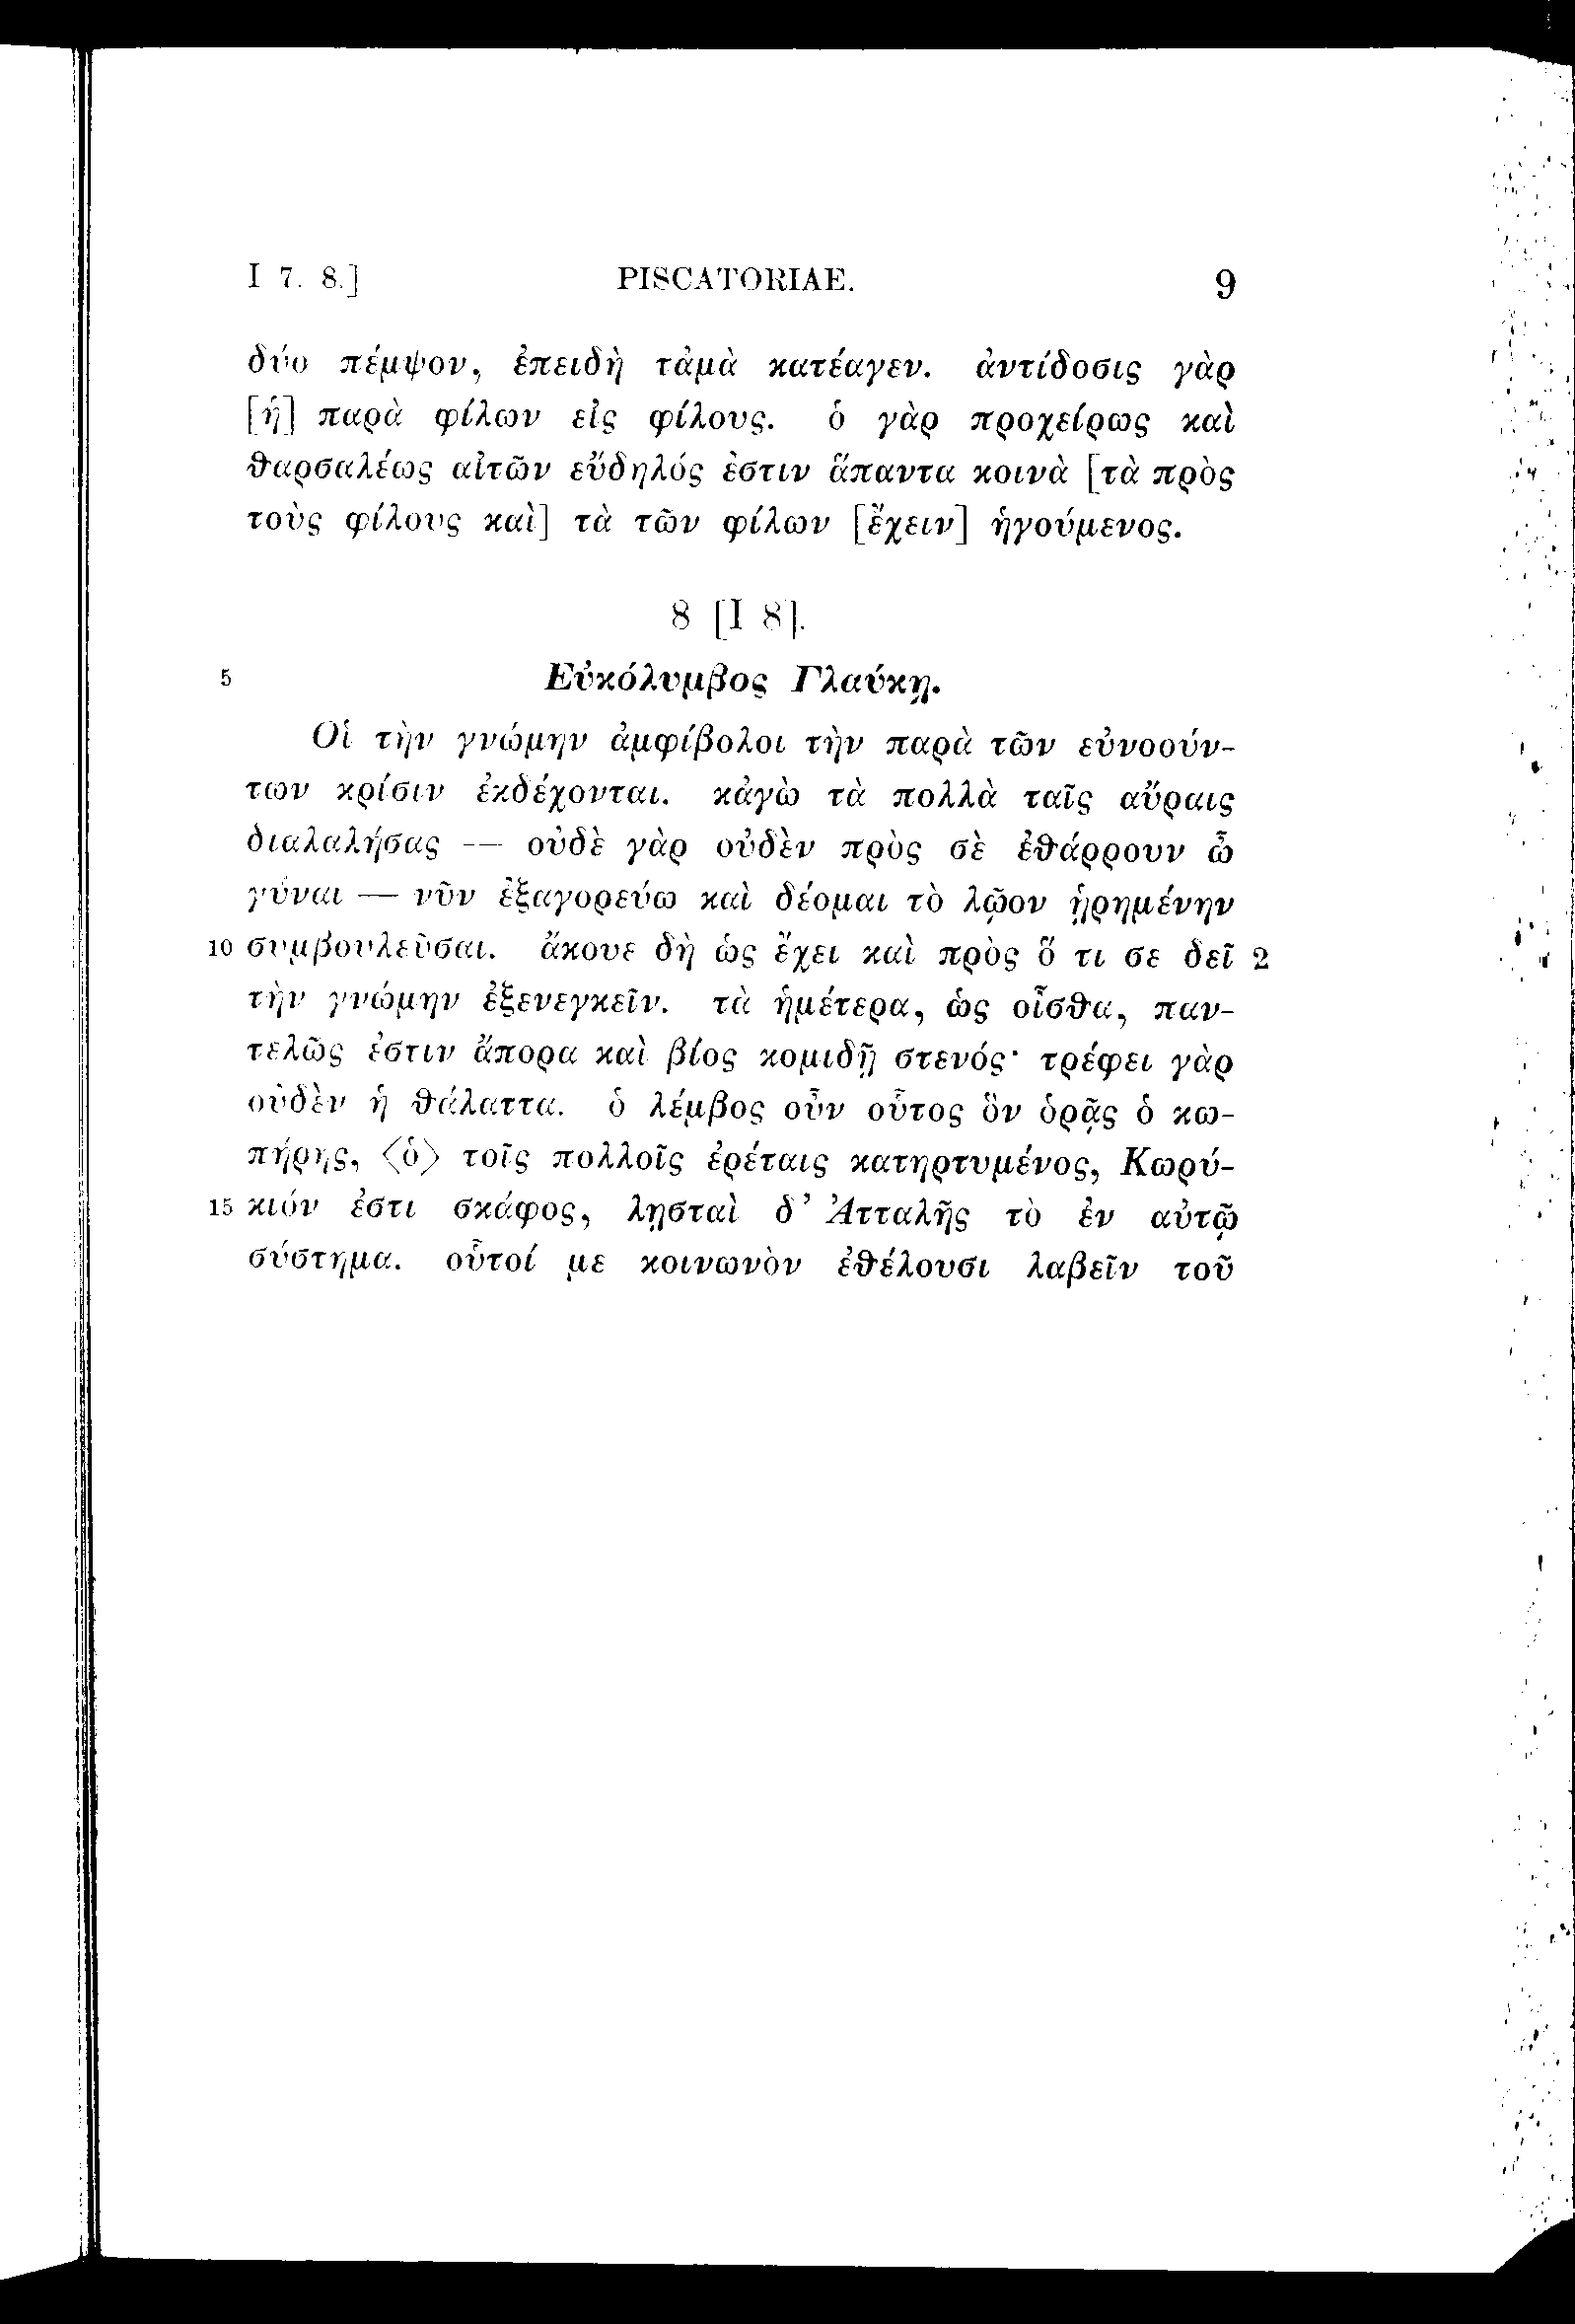 I 7. 8.] PISCATORIAE. 9
δύο πέμψον, ἐπειδὴ τἀμὰ κατέαγεν. ἀντίδοσις γὰρ
[ἡ] παρὰ φίλων εἰς φίλους. ὁ γὰρ προχείρως καὶ
θαρσαλέως αἰτῶν εὔδηλός ἐστιν ἅπαντα κοινὰ [τὰ πρὸς
τοὺς φίλους καὶ] τὰ τῶν φίλων [ἔχειν] ἡγούμενος.
8 [I 8].
5 Εὐκόλυμβος Γλαύκῃ.
Οἱ τὴν γνώμην ἀμφίβολοι τὴν παρὰ τῶν εὐνοούν-
των κρίσιν ἐκδέχονται. κἀγὼ τὰ πολλὰ ταῖς αὔραις
διαλαλήσας — οὐδὲ γὰρ οὐδὲν πρὸς σὲ ἐθάρρουν ὦ
γύναι — νῦν ἐξαγορεύω καὶ δέομαι τὸ λῷον ᾑρημένην
10 συμβουλεῦσαι. ἄκουε δὴ ὡς ἔχει καὶ πρὸς ὅ τι σε δεῖ 2
τὴν γνώμην ἐξενεγκεῖν. τὰ ἡμέτερα, ὡς οἶσθα, παν-
τελῶς ἐστιν ἄπορα καὶ βίος κομιδῇ στενός· τρέφει γὰρ
οὐδὲν ἡ θάλαττα. ὁ λέμβος οὖν οὗτος ὃν ὁρᾷς ὁ κω-
πήρης, ⟨ὁ⟩ τοῖς πολλοῖς ἐρέταις κατηρτυμένος, Κωρύ-
15 κιόν ἐστι σκάφος, λῃσταὶ δ’ Ἀτταλῆς τὸ ἐν αὐτῷ
σύστημα. οὗτοί με κοινωνὸν ἐθέλουσι λαβεῖν τοῦ